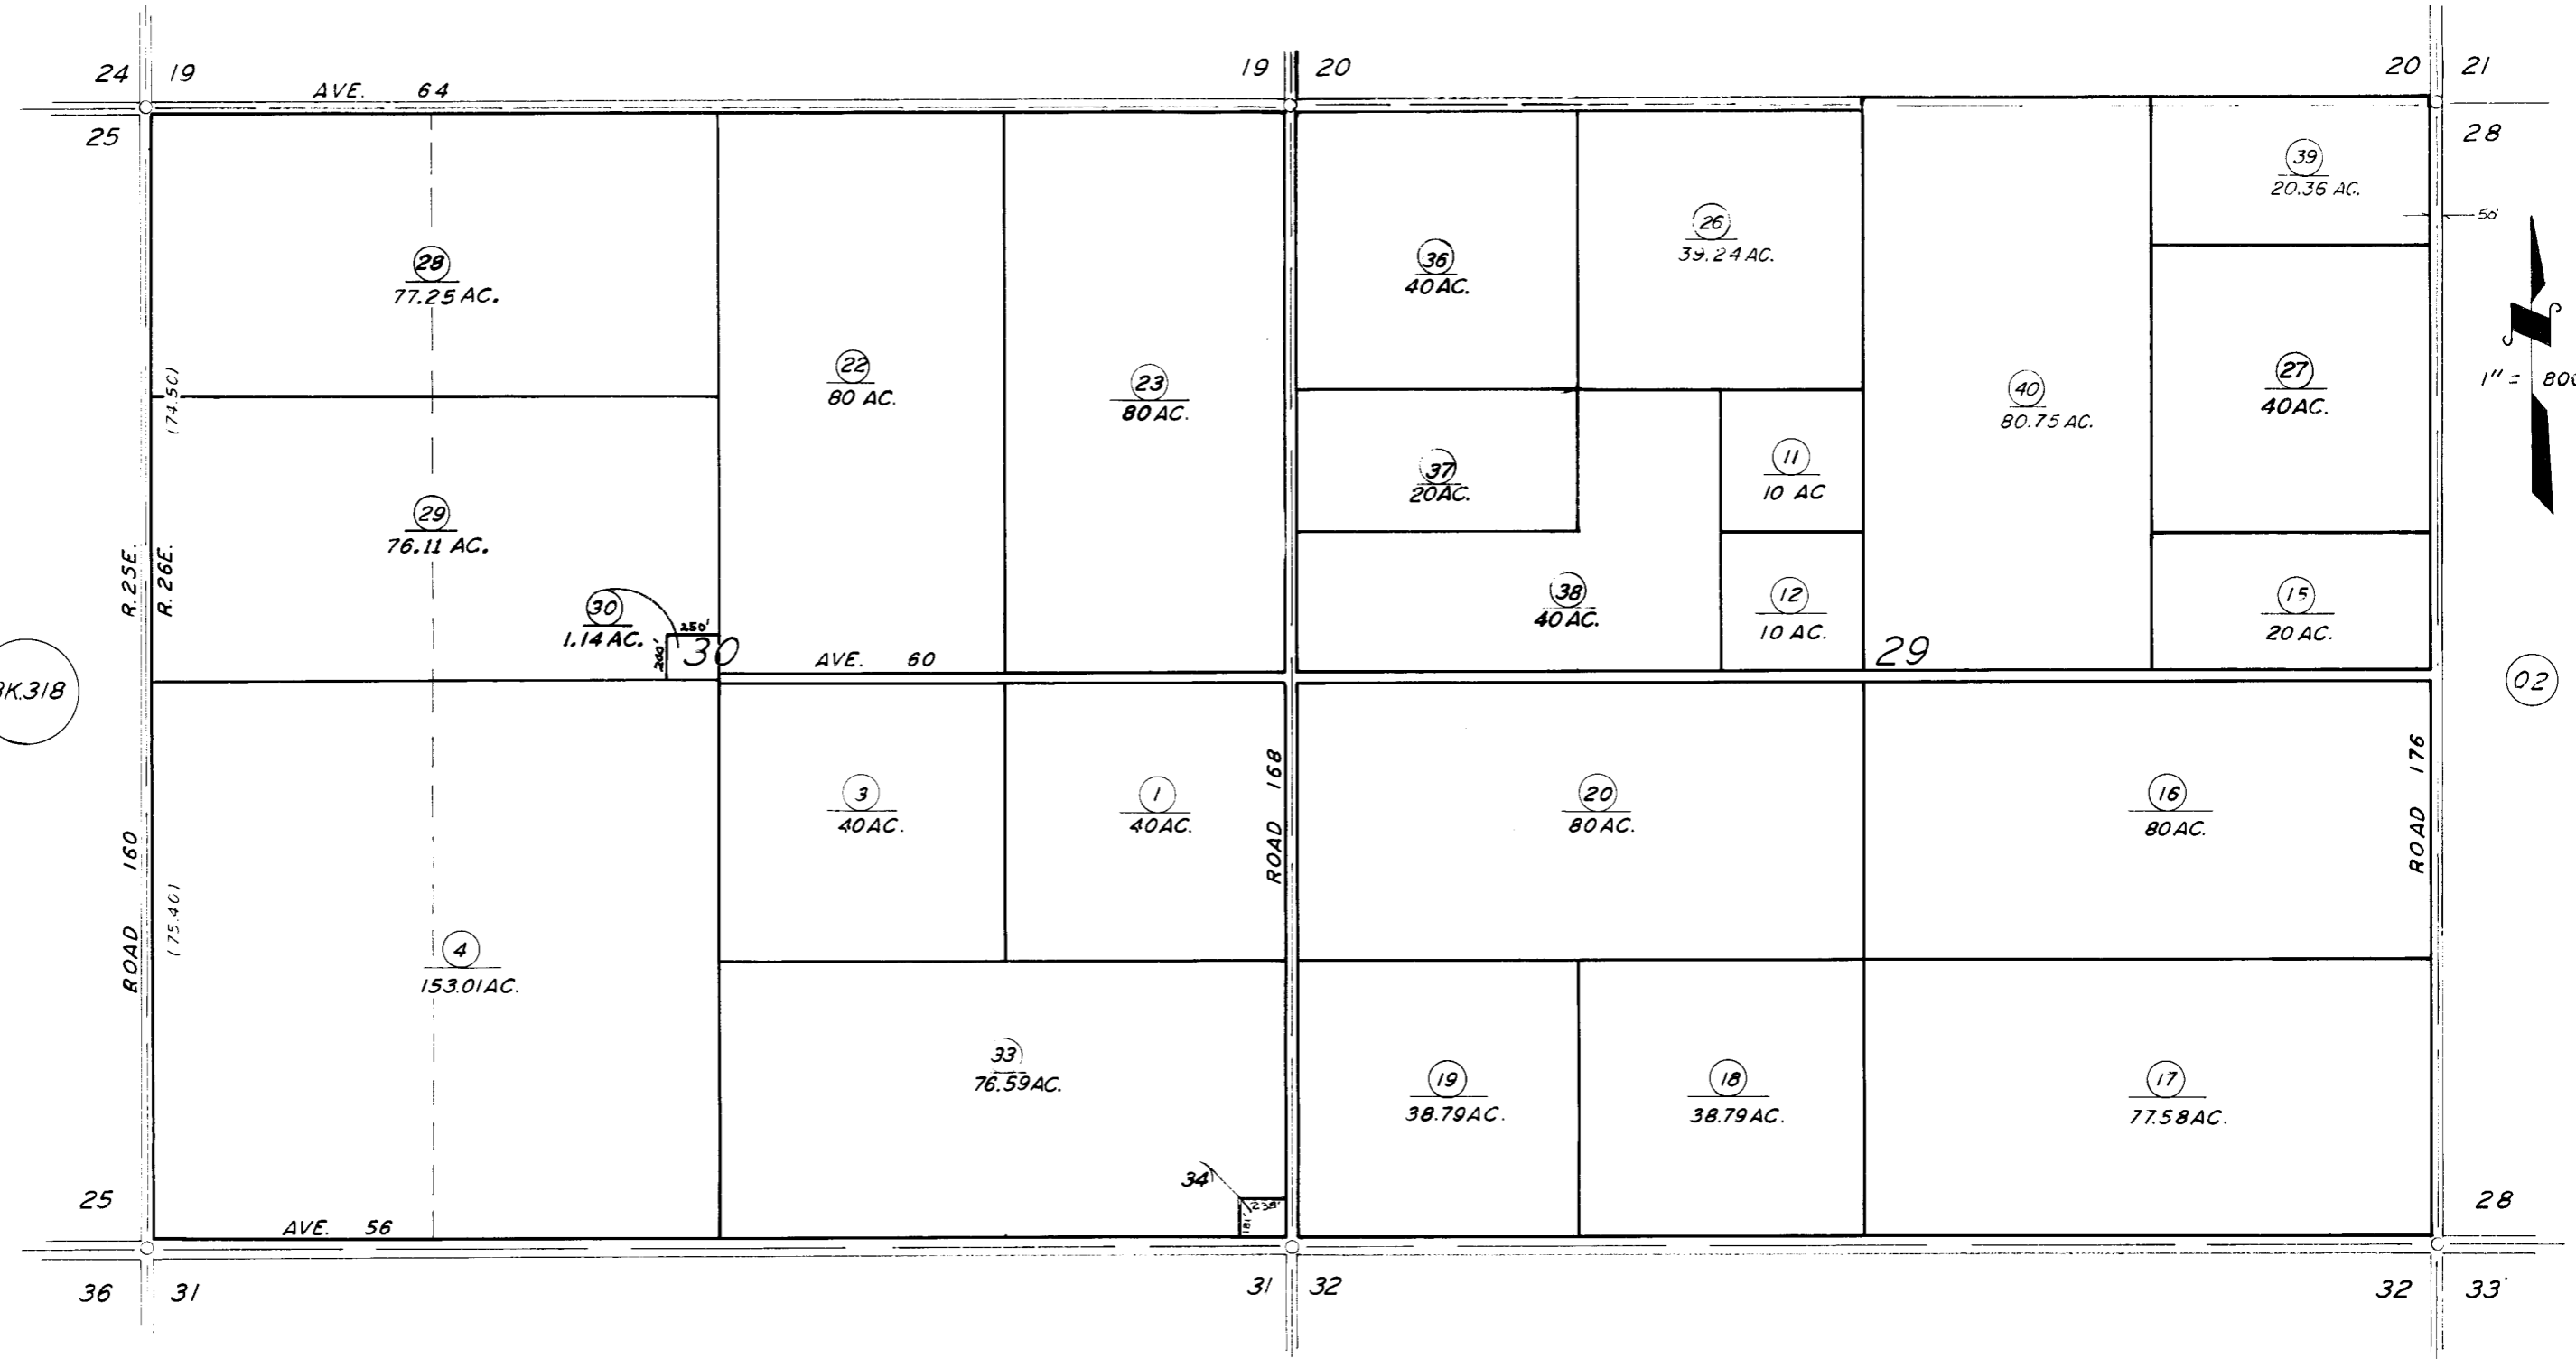 24 19
19 20
20 21
AVE. 64
25
28
39
20.36 AC.
50'
26
39.24 AC.
28
77.25 AC.
36
40 AC.
22
80 AC.
23
80 AC.
40
80.75 AC.
27
40 AC.
1" =
(74.50)
11
10 AC
37
20 AC.
29
76.11 AC.
R. 25E.
R. 26E.
30
1.14 AC.
250'
200'
30
AVE. 60
38
40 AC.
12
10 AC.
29
15
20 AC.
BK.318
02
3
40 AC.
1
40 AC.
ROAD 168
20
80 AC.
16
80 AC.
ROAD 176
ROAD 160
(75.40)
4
153.01 AC.
33
76.59 AC.
19
38.79 AC.
18
38.79 AC.
17
77.58 AC.
34
238'
181'
25
28
AVE. 56
36 31
31 32
32 33